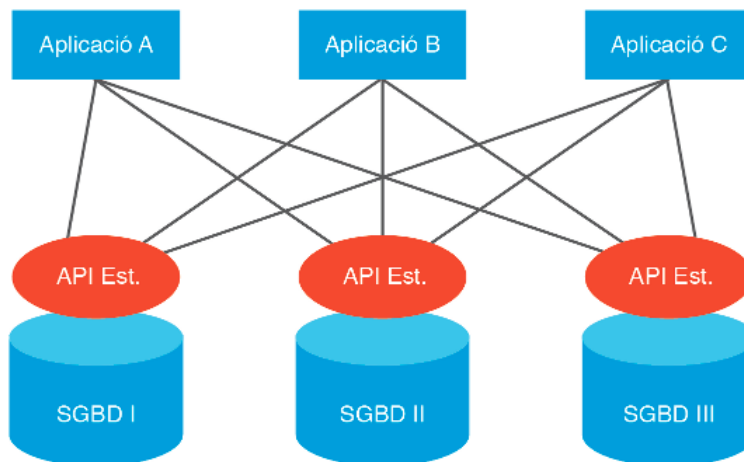 Aplicació A
Aplicació B
Aplicació C
API Est.
API Est.
API Est.
SGBD I
SGBD II
SGBD III